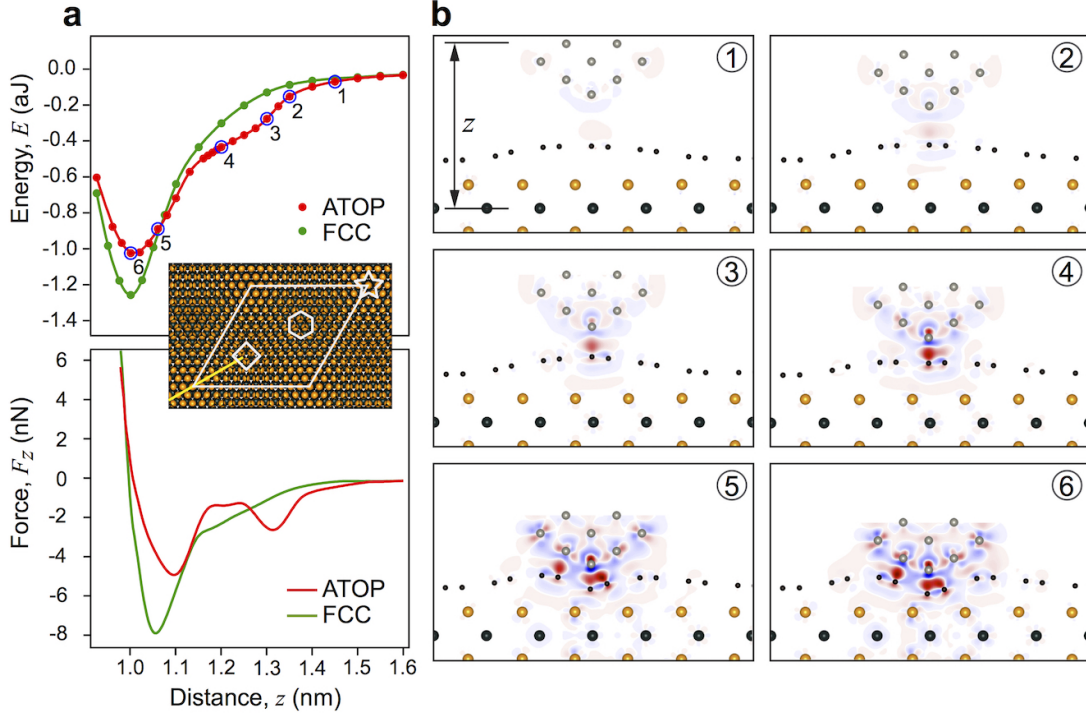 a
0.0
-0.2
-0.4
-0.6
-0.8
-1.0
-1.2
-1.4
Energy, E (aJ)
1
2
3
4
5
6
ATOP
FCC
6
4
2
0
-2
-4
-6
-8
Force, F_Z (nN)
ATOP
FCC
1.0 1.1 1.2 1.3 1.4 1.5 1.6
Distance, z (nm)
b
z
①
②
③
④
⑤
⑥